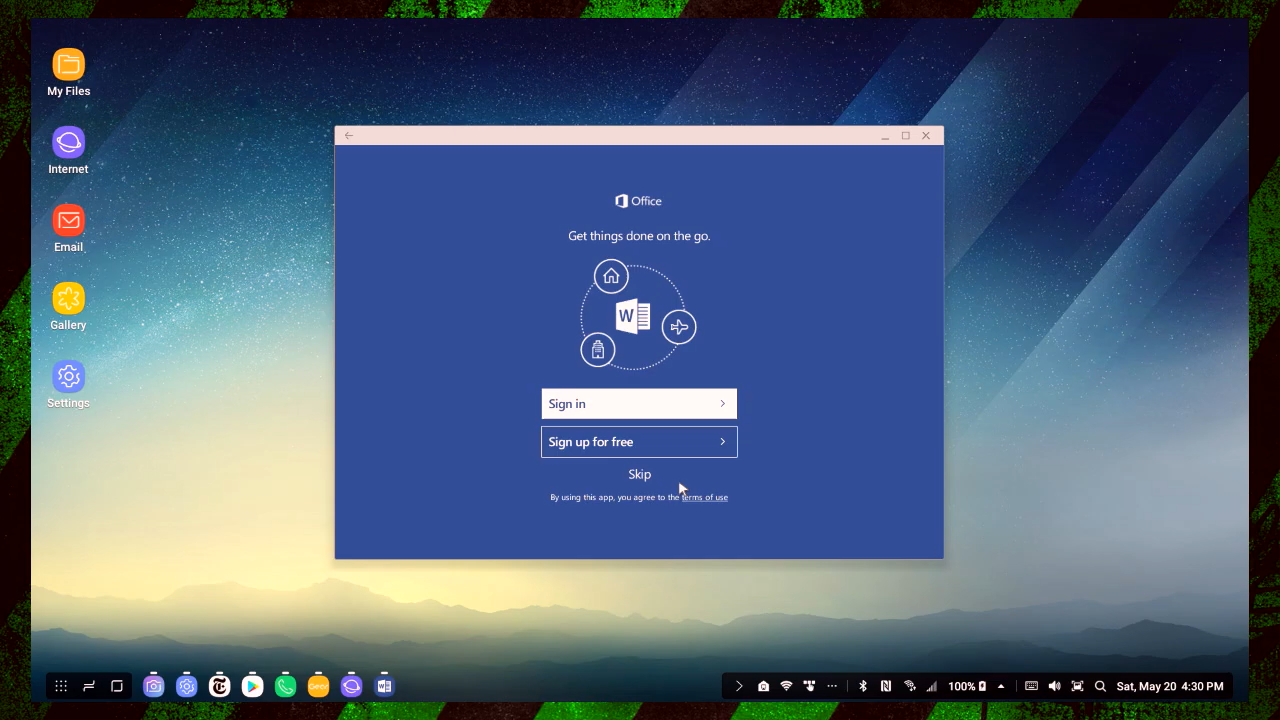 My Files
Internet
Email
Gallery
Settings
Office
Get things done on the go.
W
Sign in
Sign up for free
Skip
By using this app, you agree to the terms of use
T
Gear
W
N
100%
Sat, May 20 4:30 PM